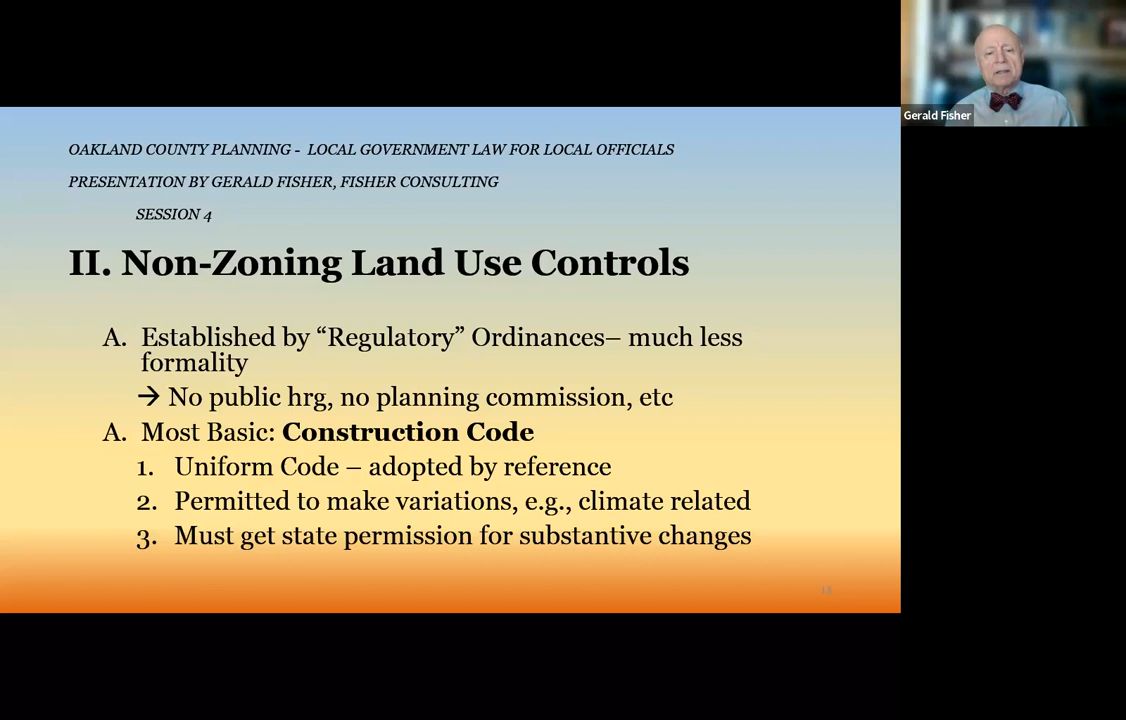 Gerald Fisher
OAKLAND COUNTY PLANNING - LOCAL GOVERNMENT LAW FOR LOCAL OFFICIALS
PRESENTATION BY GERALD FISHER, FISHER CONSULTING
SESSION 4
II. Non-Zoning Land Use Controls
A. Established by “Regulatory” Ordinances– much less
formality
→ No public hrg, no planning commission, etc
A. Most Basic: Construction Code
1. Uniform Code – adopted by reference
2. Permitted to make variations, e.g., climate related
3. Must get state permission for substantive changes